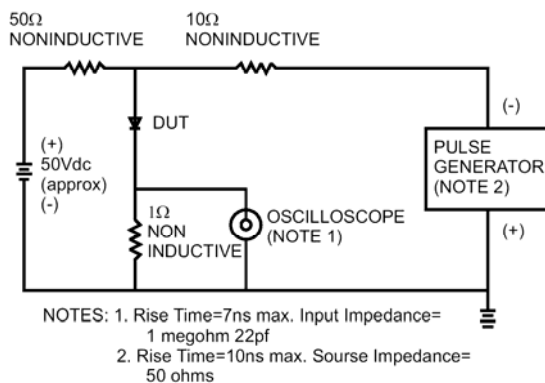 50Ω
NONINDUCTIVE
10Ω
NONINDUCTIVE
DUT
(+)
50Vdc
(approx)
(-)
1Ω
NON
INDUCTIVE
OSCILLOSCOPE
(NOTE 1)
(-)
PULSE
GENERATOR
(NOTE 2)
(+)
NOTES: 1. Rise Time=7ns max. Input Impedance=
1 megohm 22pf
2. Rise Time=10ns max. Sourse Impedance=
50 ohms